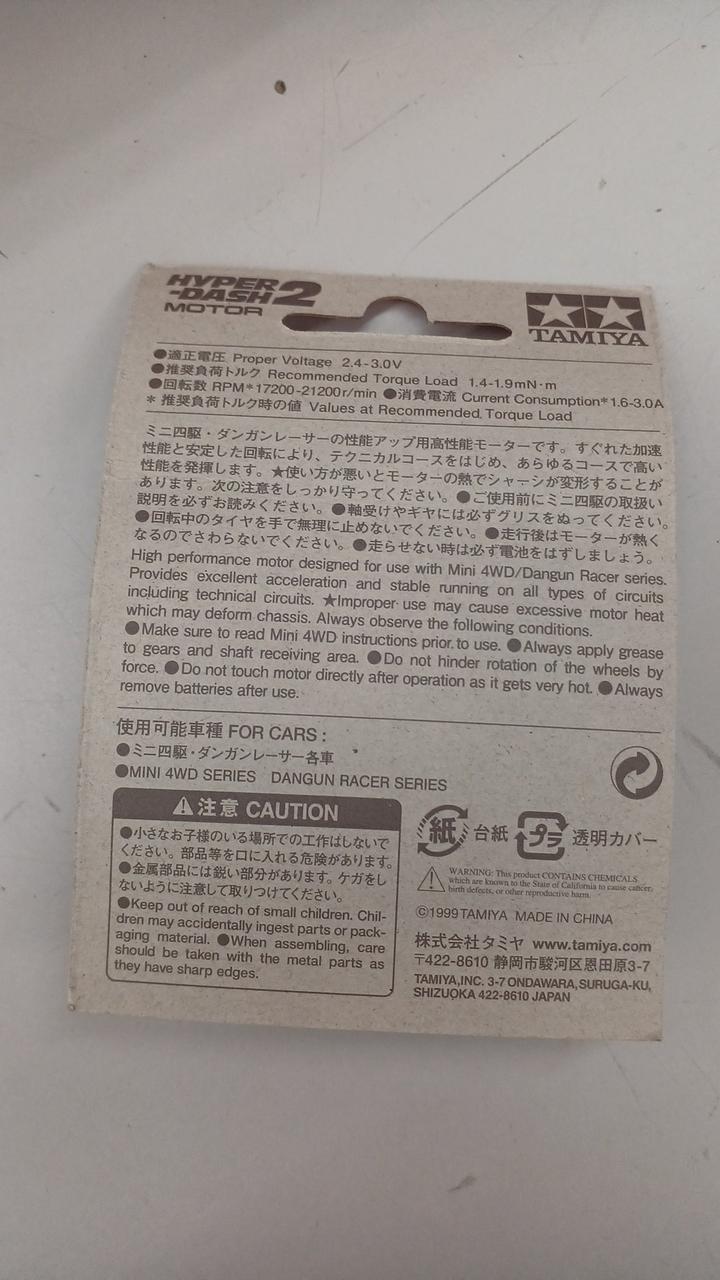 HYPER
-DASH 2
MOTOR
TAMIYA
●適正電圧 Proper Voltage 2.4-3.0V
●推奨負荷トルク Recommended Torque Load 1.4-1.9mN·m
●回転数 RPM*17200-21200r/min ●消費電流 Current Consumption*1.6-3.0A
* 推奨負荷トルク時の値 Values at Recommended Torque Load
ミニ四駆・ダンガンレーサーの性能アップ用高性能モーターです。すぐれた加速
性能と安定した回転により、テクニカルコースをはじめ、あらゆるコースで高い
性能を発揮します。★使い方が悪いとモーターの熱でシャーシが変形することが
あります。次の注意をしっかり守ってください。●ご使用前にミニ四駆の取扱い
説明を必ずお読みください。●軸受けやギヤには必ずグリスをぬってください。
●回転中のタイヤを手で無理に止めないでください。●走行後はモーターが熱く
なるのでさわらないでください。●走らせない時は必ず電池をはずしましょう。
High performance motor designed for use with Mini 4WD/Dangun Racer series.
Provides excellent acceleration and stable running on all types of circuits
including technical circuits. ★Improper use may cause excessive motor heat
which may deform chassis. Always observe the following conditions.
●Make sure to read Mini 4WD instructions prior to use. ●Always apply grease
to gears and shaft receiving area. ●Do not hinder rotation of the wheels by
force. ●Do not touch motor directly after operation as it gets very hot. ●Always
remove batteries after use.
使用可能車種 FOR CARS :
●ミニ四駆・ダンガンレーサー各車
●MINI 4WD SERIES DANGUN RACER SERIES
注意 CAUTION
●小さなお子様のいる場所での工作はしないで
ください。部品等を口に入れる危険があります。
●金属部品には鋭い部分があります。ケガをし
ないように注意して取りつけてください。
●Keep out of reach of small children. Chil-
dren may accidentally ingest parts or pack-
aging material. ●When assembling, care
should be taken with the metal parts as
they have sharp edges.
紙 台紙 プラ 透明カバー
WARNING: This product CONTAINS CHEMICALS
which are known to the State of California to cause cancer,
birth defects, or other reproductive harm.
©1999 TAMIYA MADE IN CHINA
株式会社タミヤ www.tamiya.com
〒422-8610 静岡市駿河区恩田原3-7
TAMIYA,INC. 3-7 ONDAWARA, SURUGA-KU,
SHIZUOKA 422-8610 JAPAN